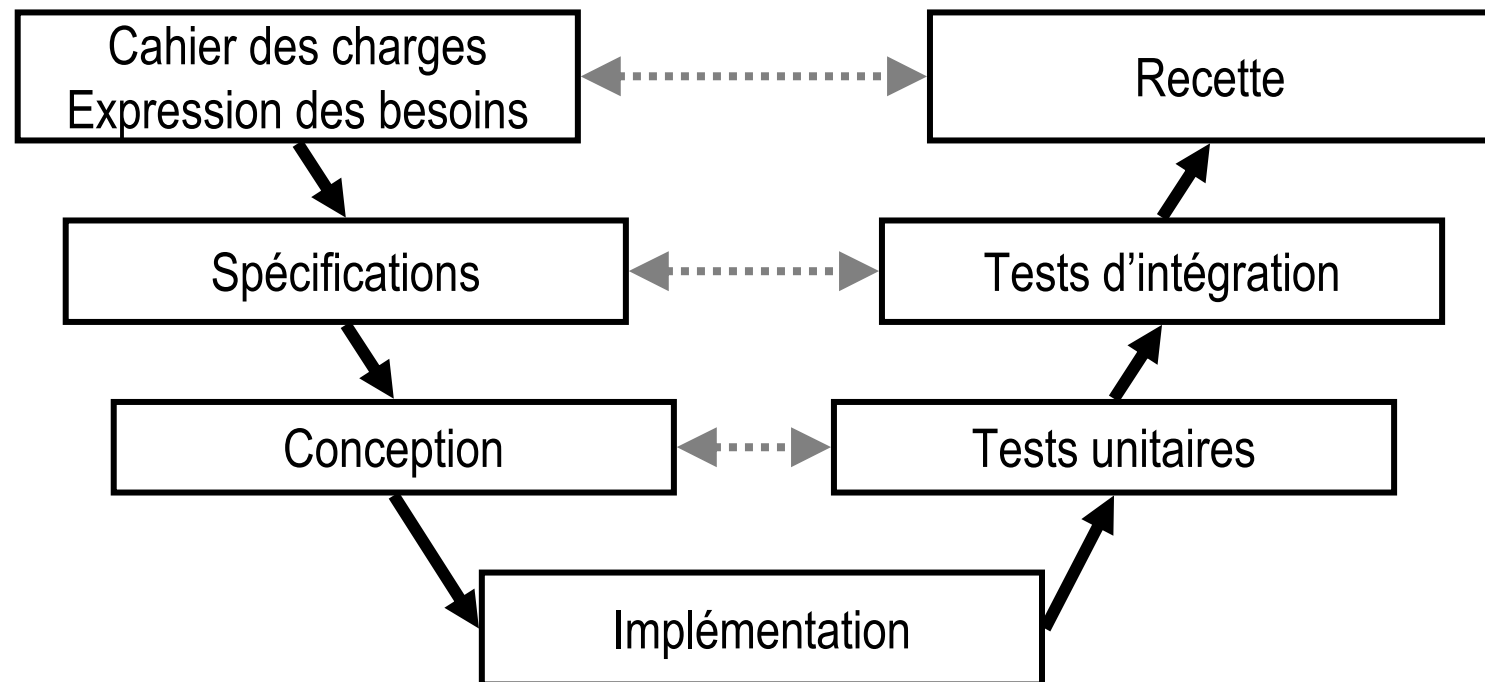 Cahier des charges
Expression des besoins
Recette
Spécifications
Tests d’intégration
Conception
Tests unitaires
Implémentation